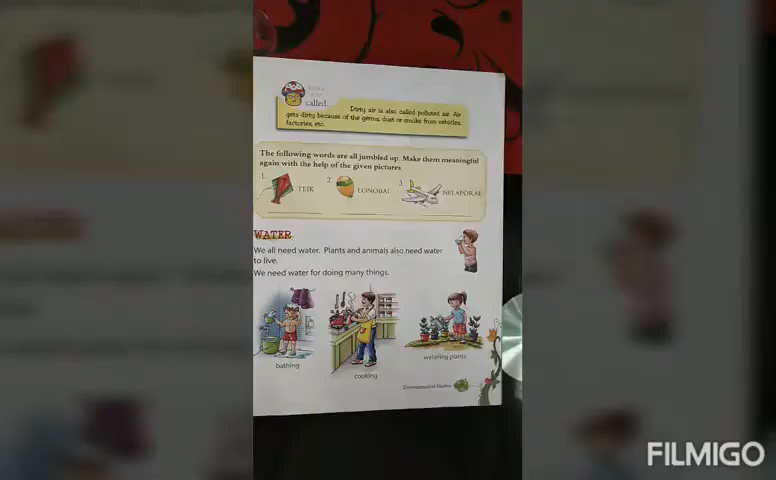 called.
Dirty air is also called polluted air. Air
gets dirty because of the germs, dust or smoke from vehicles,
factories, etc.
The following words are all jumbled up. Make them meaningful
again with the help of the given pictures.
1. TEIK 2. LONOBAL 3. NELAPORAE
WATER
We all need water. Plants and animals also need water
to live.
We need water for doing many things.
bathing
cooking
watering plants
Environmental Studies
FILMIGO